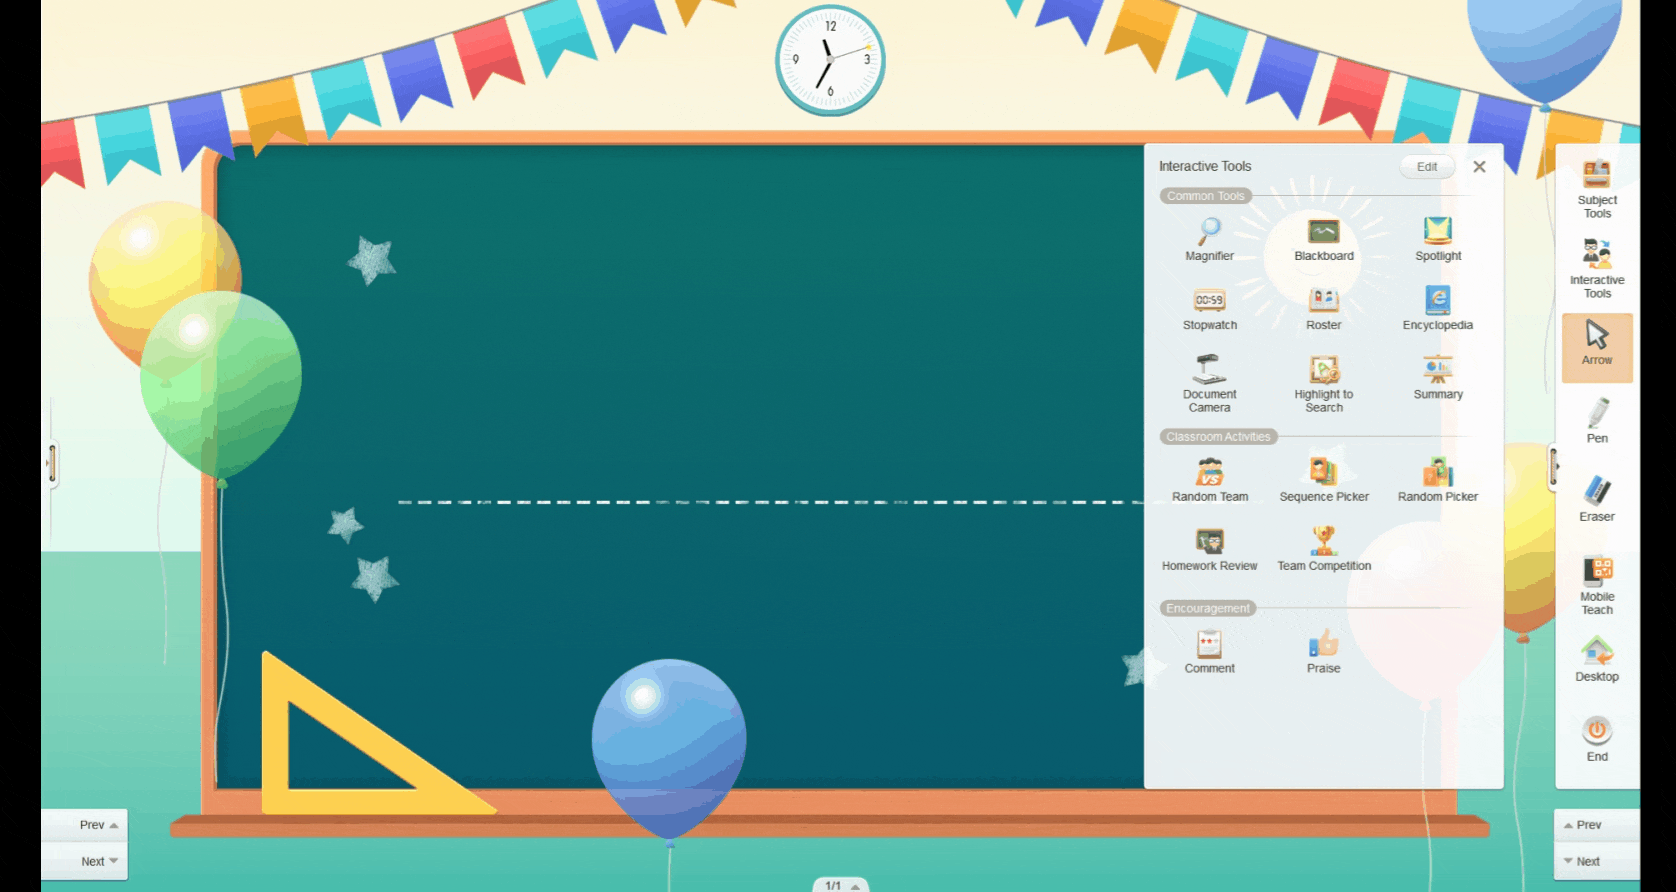 12
9
3
6
Interactive Tools
Edit
Common Tools
Magnifier
Blackboard
Spotlight
00:59
Stopwatch
Roster
Encyclopedia
Document
Camera
Highlight to
Search
Summary
Classroom Activities
VS
Random Team
Sequence Picker
Random Picker
Homework Review
Team Competition
Encouragement
Comment
Praise
Subject
Tools
Interactive
Tools
Arrow
Pen
Eraser
Mobile
Teach
Desktop
End
Prev
Next
1/1
Prev
Next